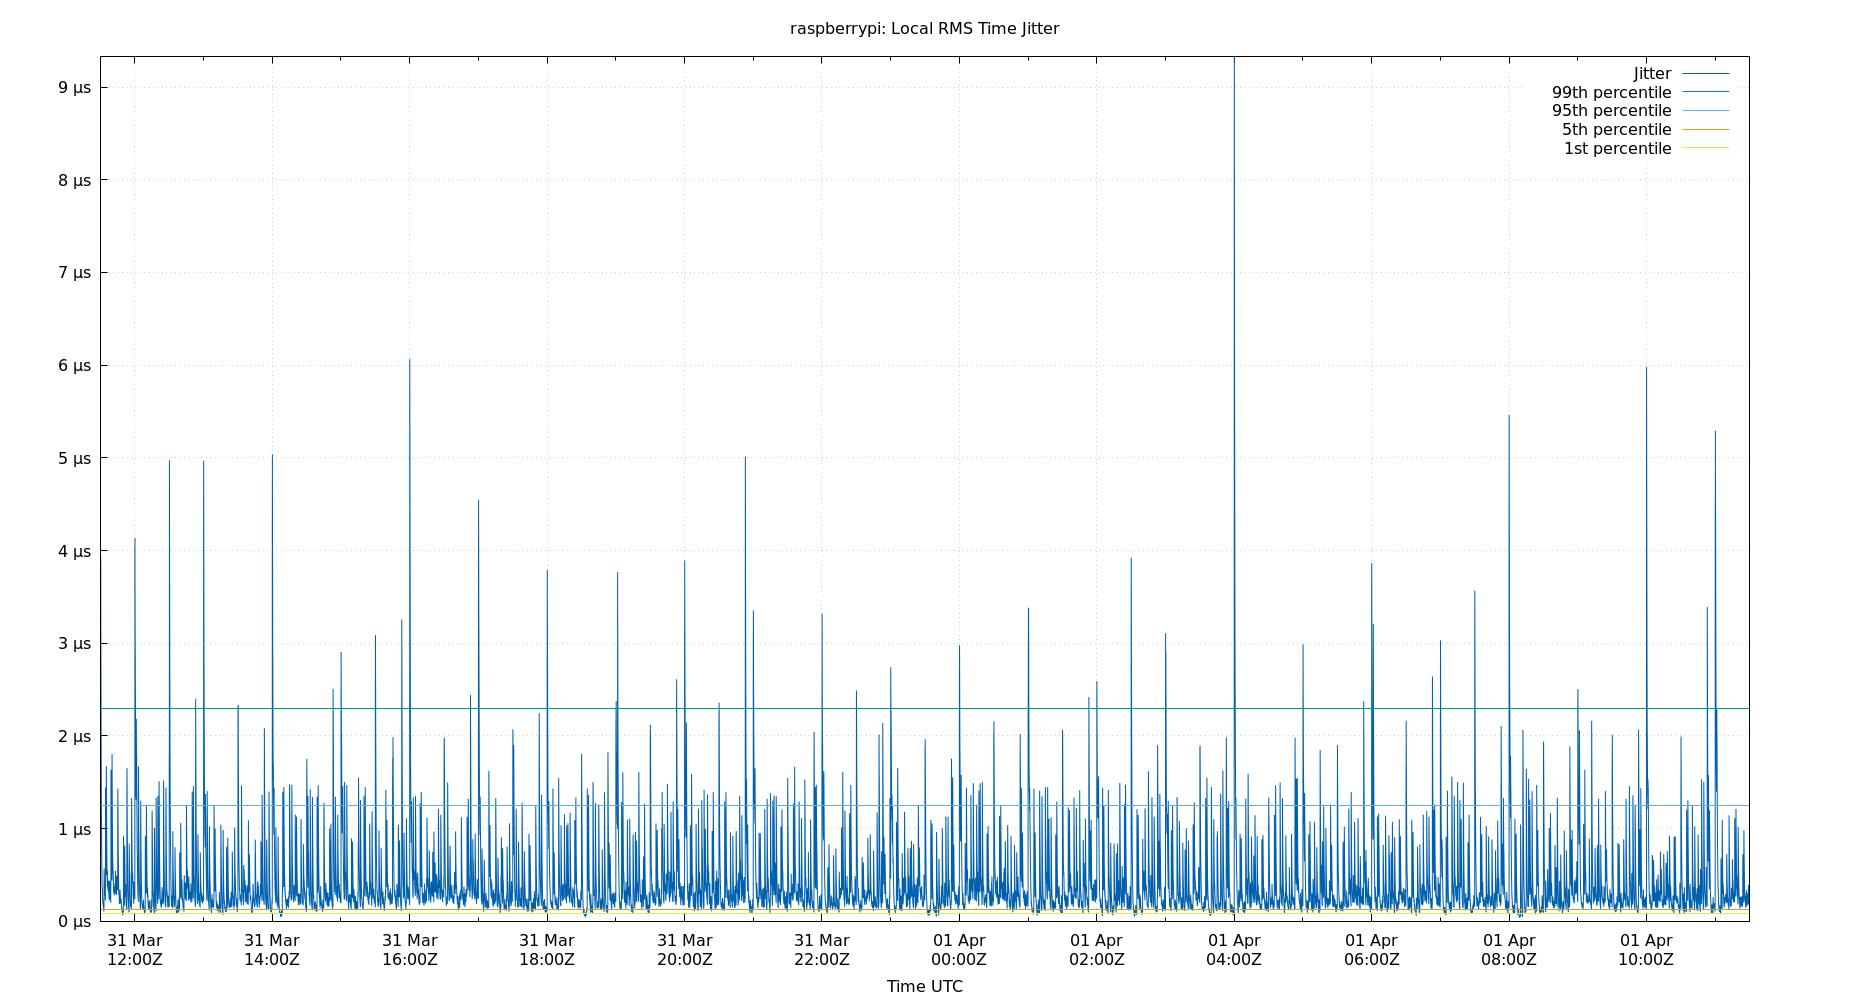 raspberrypi: Local RMS Time Jitter
Jitter
99th percentile
95th percentile
5th percentile
1st percentile
9 µs
8 µs
7 µs
6 µs
5 µs
4 µs
3 µs
2 µs
1 µs
0 µs
31 Mar 31 Mar 31 Mar 31 Mar 31 Mar 31 Mar 01 Apr 01 Apr 01 Apr 01 Apr 01 Apr 01 Apr
12:00Z 14:00Z 16:00Z 18:00Z 20:00Z 22:00Z 00:00Z 02:00Z 04:00Z 06:00Z 08:00Z 10:00Z
Time UTC